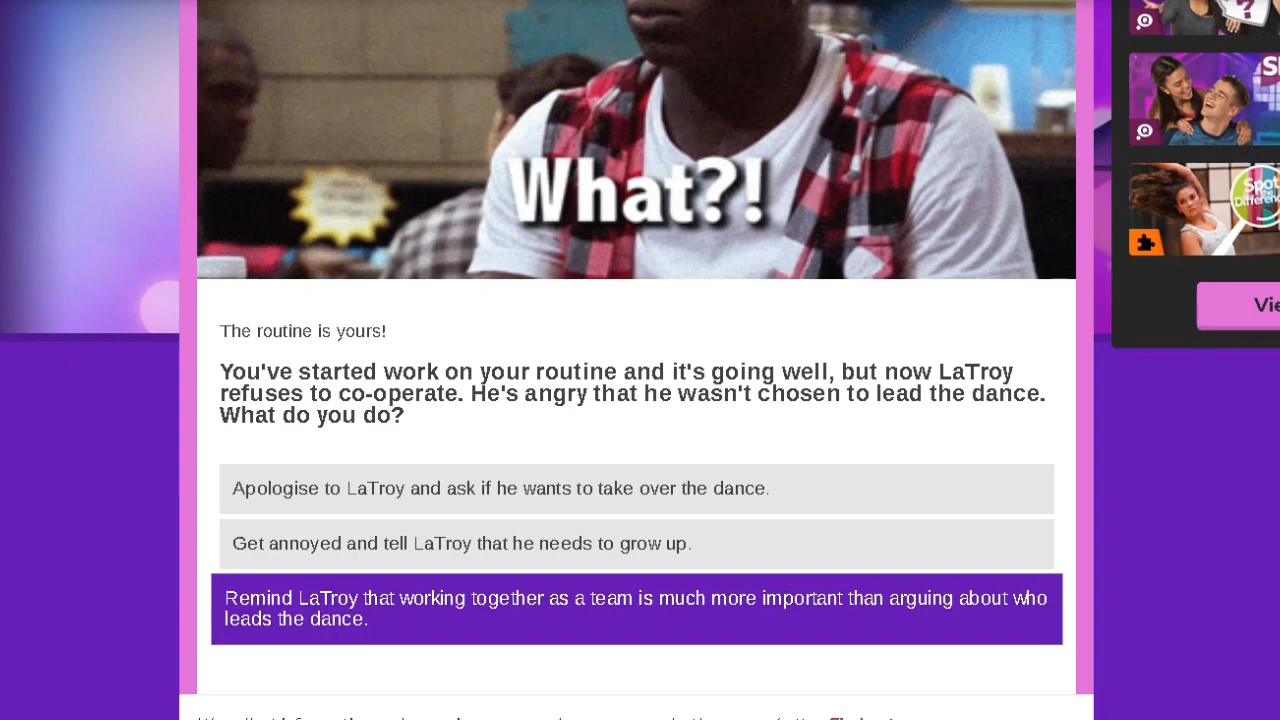 What?!
The routine is yours!
You've started work on your routine and it's going well, but now LaTroy
refuses to co-operate. He's angry that he wasn't chosen to lead the dance.
What do you do?
Apologise to LaTroy and ask if he wants to take over the dance.
Get annoyed and tell LaTroy that he needs to grow up.
Remind LaTroy that working together as a team is much more important than arguing about who
leads the dance.
Spot
the
Difference